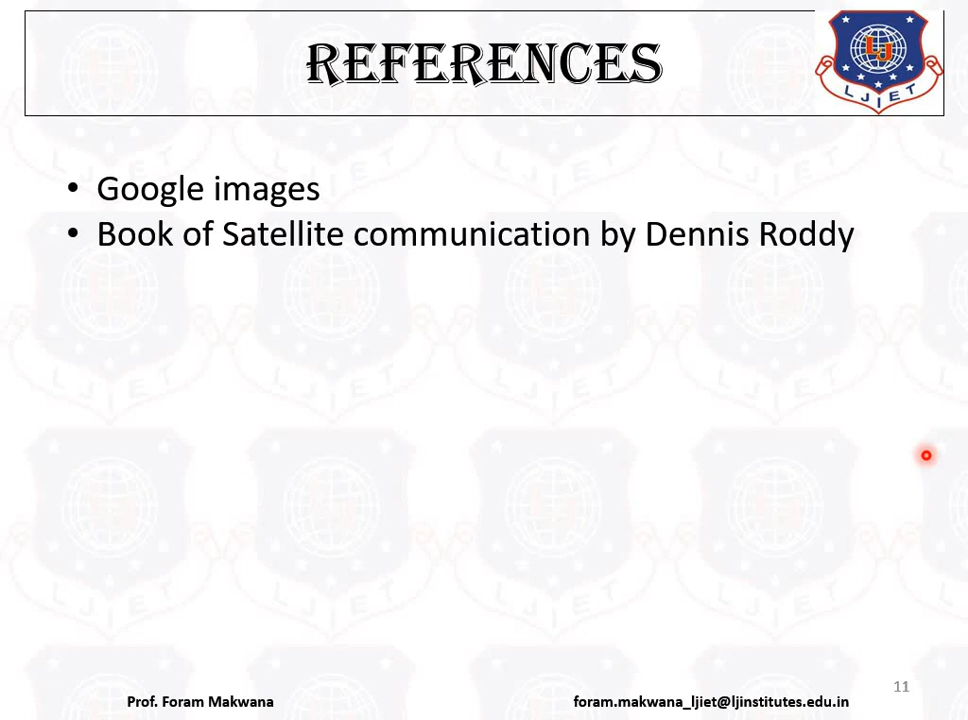 REFERENCES
LJIET
• Google images
• Book of Satellite communication by Dennis Roddy
11
Prof. Foram Makwana
foram.makwana_ljiet@ljinstitutes.edu.in